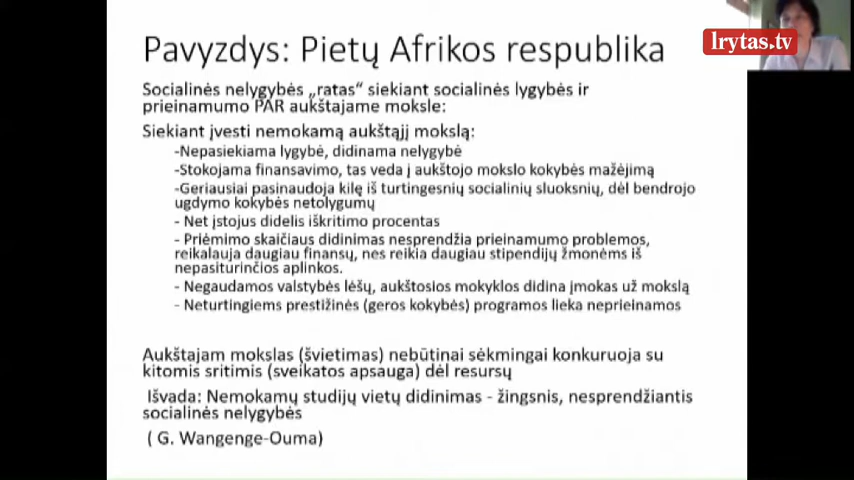 Pavyzdys: Pietų Afrikos respublika
lrytas.tv
Socialinės nelygybės „ratas“ siekiant socialinės lygybės ir
prieinamumo PAR aukštajame moksle:
Siekiant įvesti nemokamą aukštąjį mokslą:
-Nepasiekiama lygybė, didinama nelygybė
-Stokojama finansavimo, tas veda į aukštojo mokslo kokybės mažėjimą
-Geriausiai pasinaudoja kilę iš turtingesnių socialinių sluoksnių, dėl bendrojo
ugdymo kokybės netolygumų
- Net įstojus didelis iškritimo procentas
- Priėmimo skaičiaus didinimas nesprendžia prieinamumo problemos,
reikalauja daugiau finansų, nes reikia daugiau stipendijų žmonėms iš
nepasiturinčios aplinkos.
- Negaudamos valstybės lėšų, aukštosios mokyklos didina įmokas už mokslą
- Neturtingiems prestižinės (geros kokybės) programos lieka neprieinamos
Aukštajam mokslas (švietimas) nebūtinai sėkmingai konkuruoja su
kitomis sritimis (sveikatos apsauga) dėl resursų
Išvada: Nemokamų studijų vietų didinimas - žingsnis, nesprendžiantis
socialinės nelygybės
( G. Wangenge-Ouma)